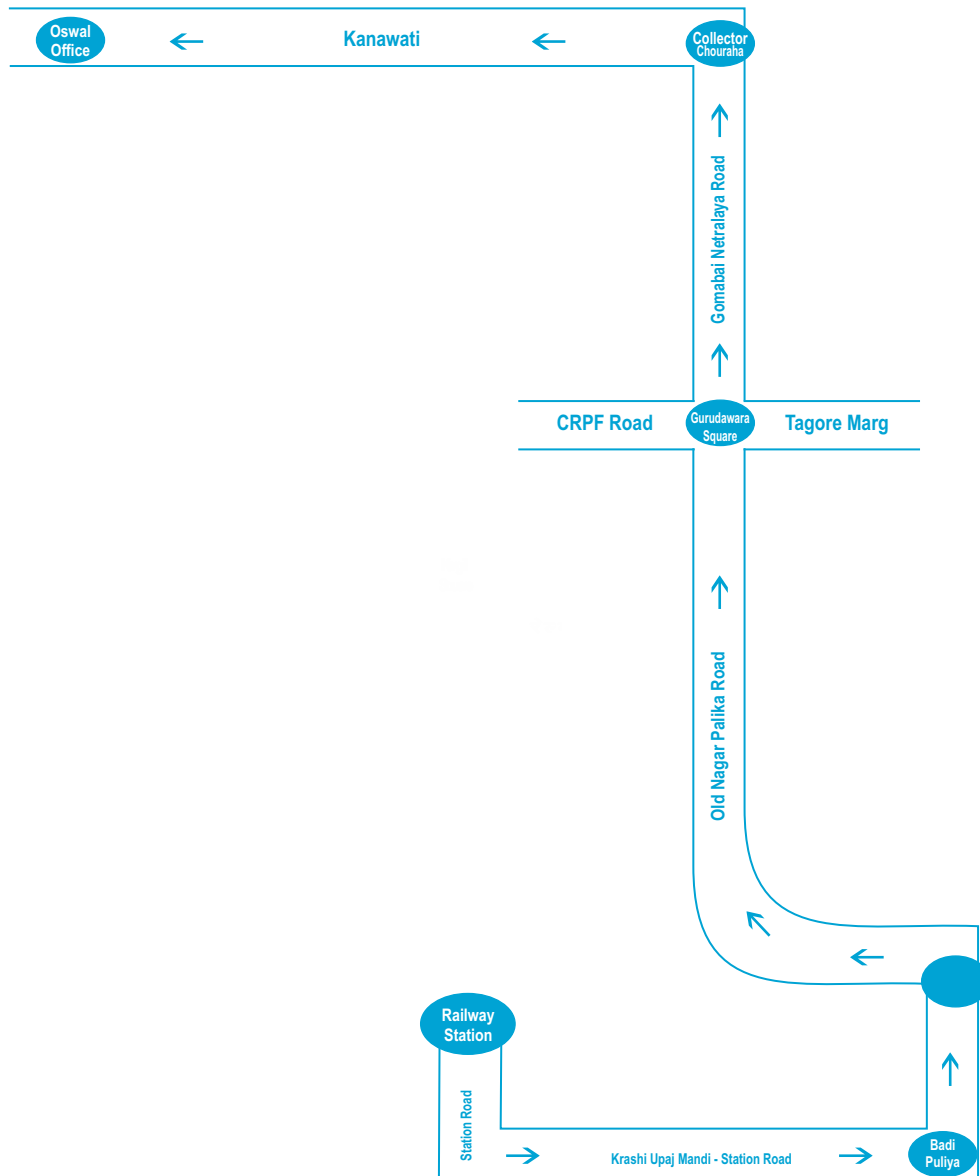 Oswal
Office
Kanawati
Collector
Chouraha
Gomabai Netralaya Road
CRPF Road
Gurudawara
Square
Tagore Marg
Old Nagar Palika Road
Railway
Station
Station Road
Krashi Upaj Mandi - Station Road
Badi
Puliya